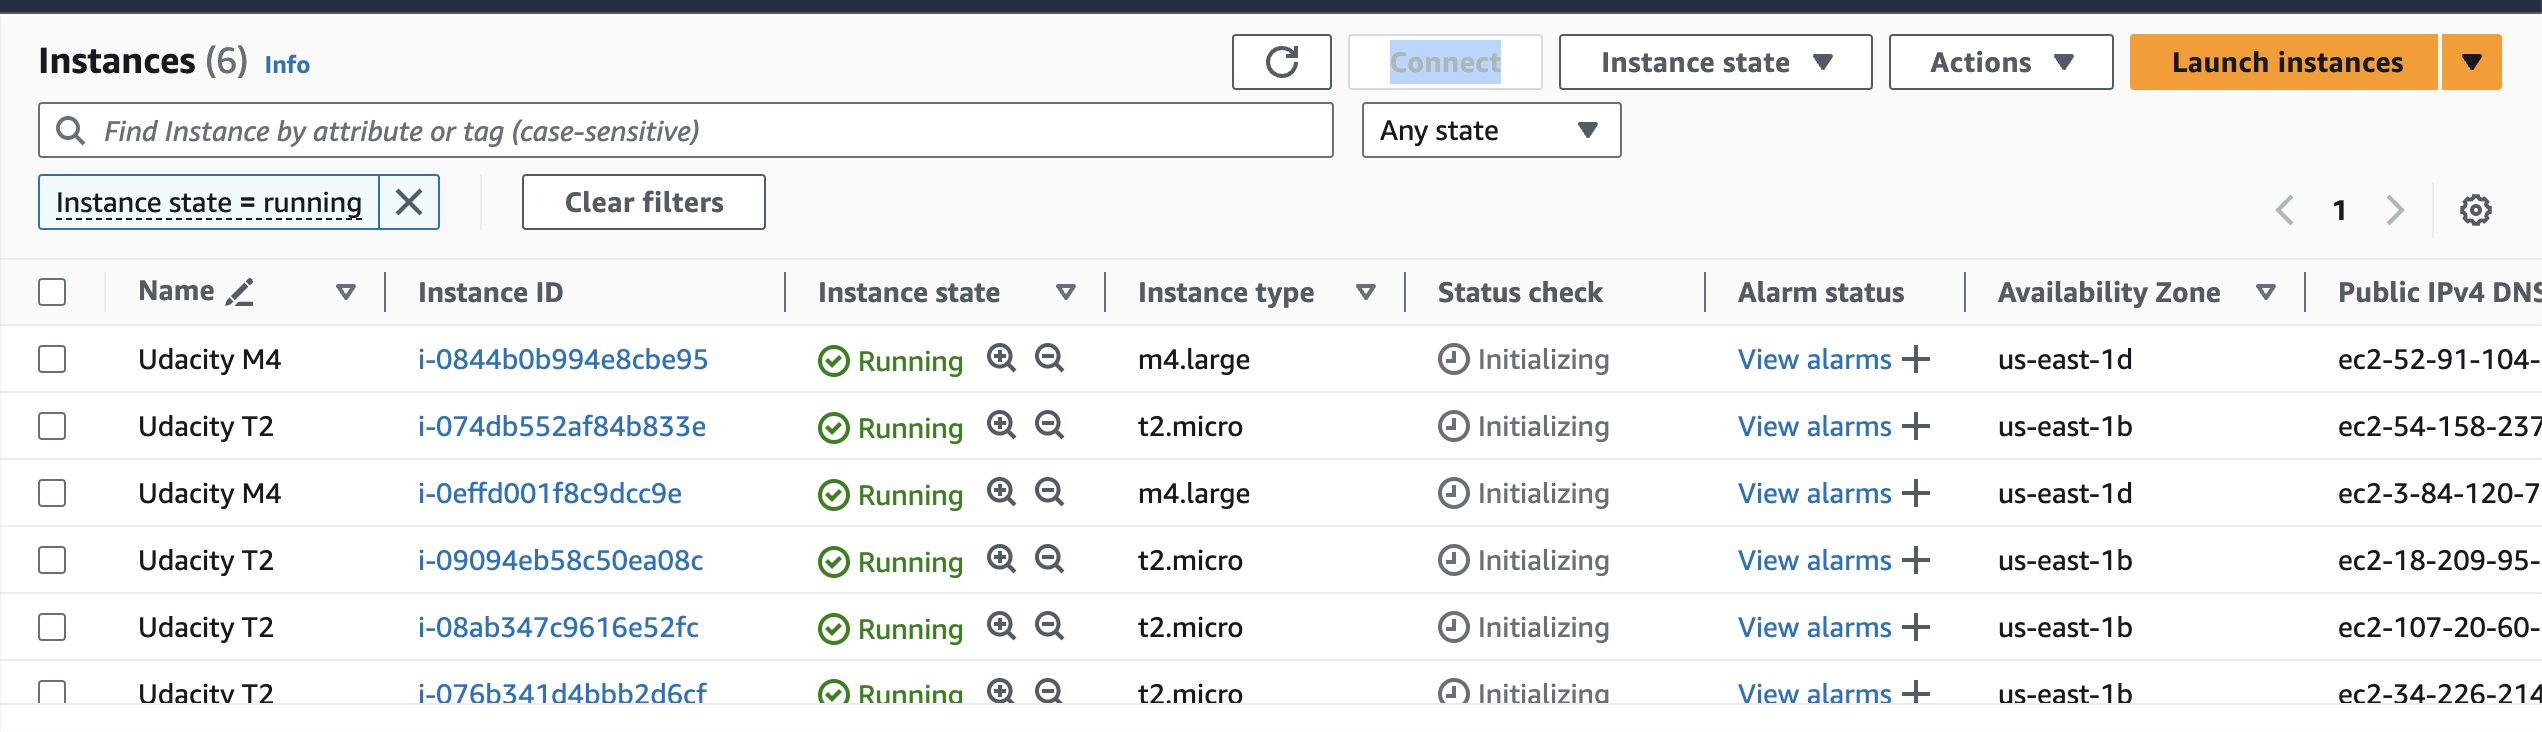 Instances (6) Info
Connect
Instance state
Actions
Launch instances
Find Instance by attribute or tag (case-sensitive)
Any state
Instance state = running
Clear filters
1
Name Instance ID Instance state Instance type Status check Alarm status Availability Zone Public IPv4 DNS
Udacity M4 i-0844b0b994e8cbe95 Running m4.large Initializing View alarms us-east-1d ec2-52-91-104-
Udacity T2 i-074db552af84b833e Running t2.micro Initializing View alarms us-east-1b ec2-54-158-237
Udacity M4 i-0effd001f8c9dcc9e Running m4.large Initializing View alarms us-east-1d ec2-3-84-120-7
Udacity T2 i-09094eb58c50ea08c Running t2.micro Initializing View alarms us-east-1b ec2-18-209-95-
Udacity T2 i-08ab347c9616e52fc Running t2.micro Initializing View alarms us-east-1b ec2-107-20-60-
Udacity T2 i-076b341d4bbb2d6cf Running t2.micro Initializing View alarms us-east-1b ec2-34-226-214